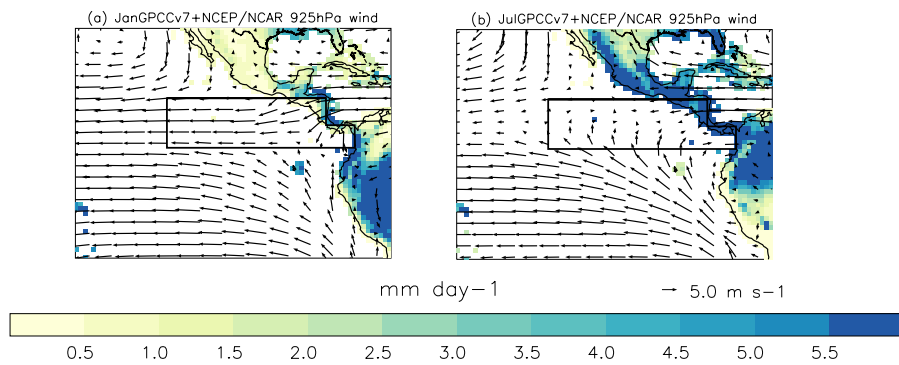 (a) JanGPCCv7+NCEP/NCAR 925hPa wind
(b) JulGPCCv7+NCEP/NCAR 925hPa wind
mm day-1
5.0 m s-1
0.5 1.0 1.5 2.0 2.5 3.0 3.5 4.0 4.5 5.0 5.5